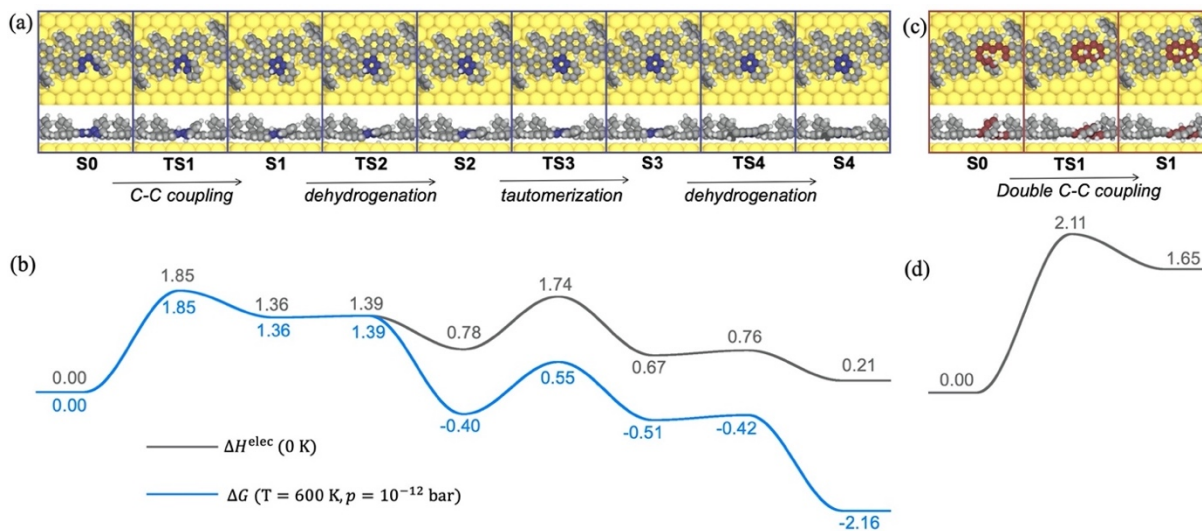 (a)
(c)
S0 TS1 S1 TS2 S2 TS3 S3 TS4 S4
C-C coupling dehydrogenation tautomerization dehydrogenation
S0 TS1 S1
Double C-C coupling
(b)
1.85
1.85
1.36
1.36
1.39
1.39
0.00
0.00
0.78
-0.40
1.74
0.55
0.67
-0.51
0.76
-0.42
0.21
-2.16
ΔH^elec (0 K)
ΔG (T = 600 K, p = 10⁻¹² bar)
(d)
2.11
1.65
0.00